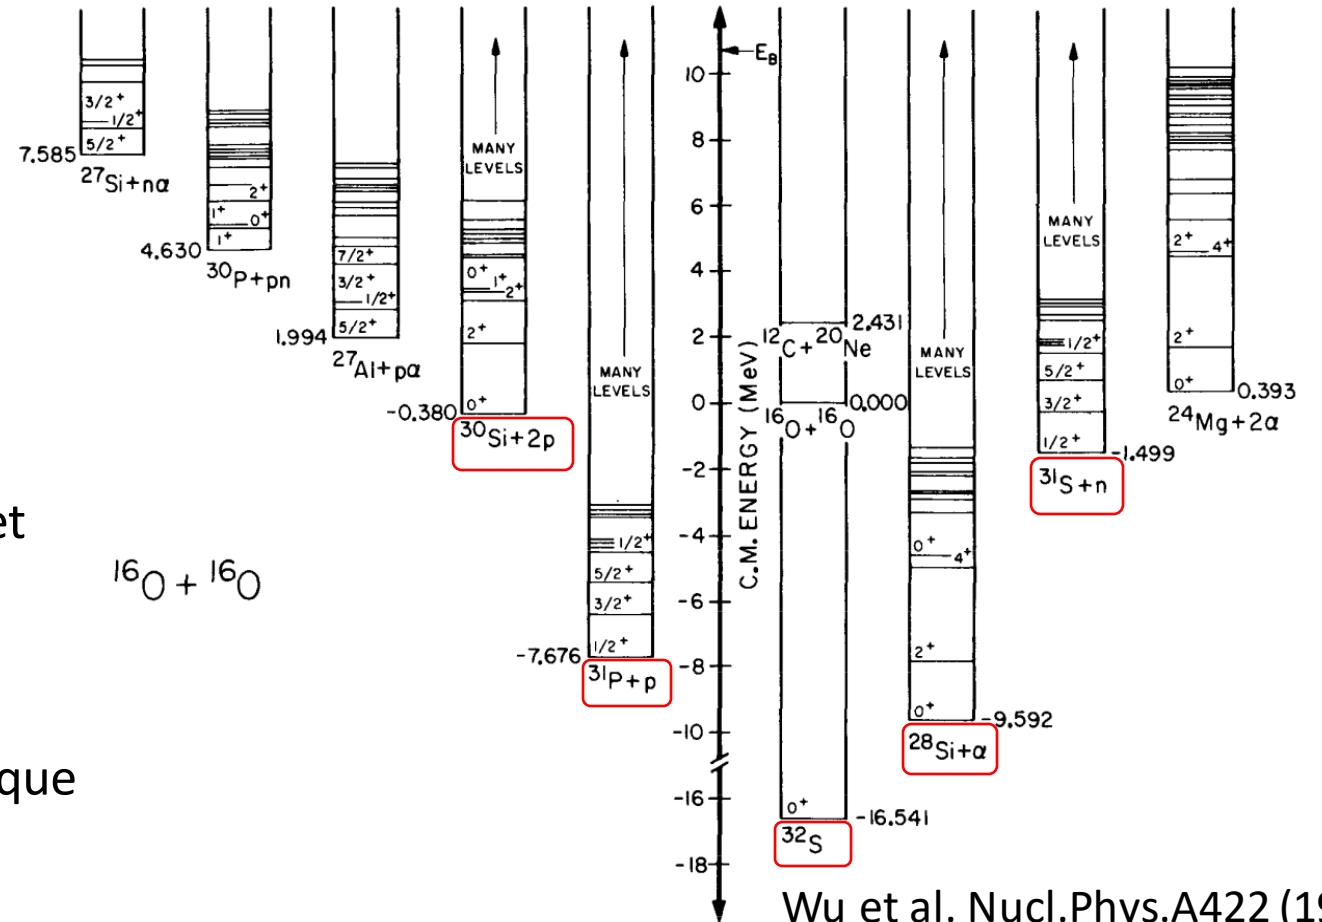 27Si+nα
7.585
5/2+
1/2+
3/2+
30P+pn
4.630
1+
0+
1+
2+
27Al+pα
1.994
5/2+
1/2+
3/2+
7/2+
MANY
LEVELS
0+
1+
2+
2+
0+
-0.380
30Si+2p
MANY
LEVELS
1/2+
5/2+
3/2+
1/2+
-7.676
31P+p
C.M. ENERGY (MeV)
EB
10
8
6
4
2
0
-2
-4
-6
-8
-10
-16
-18
2.431
12C+20Ne
0.000
16O+16O
0+
-16.541
32S
MANY
LEVELS
0+
4+
2+
0+
-9.592
28Si+α
MANY
LEVELS
1/2+
5/2+
3/2+
1/2+
-1.499
31S+n
2+
4+
2+
0+
0.393
24Mg+2α
et
16O + 16O
que
Wu et al. Nucl.Phys.A422 (19